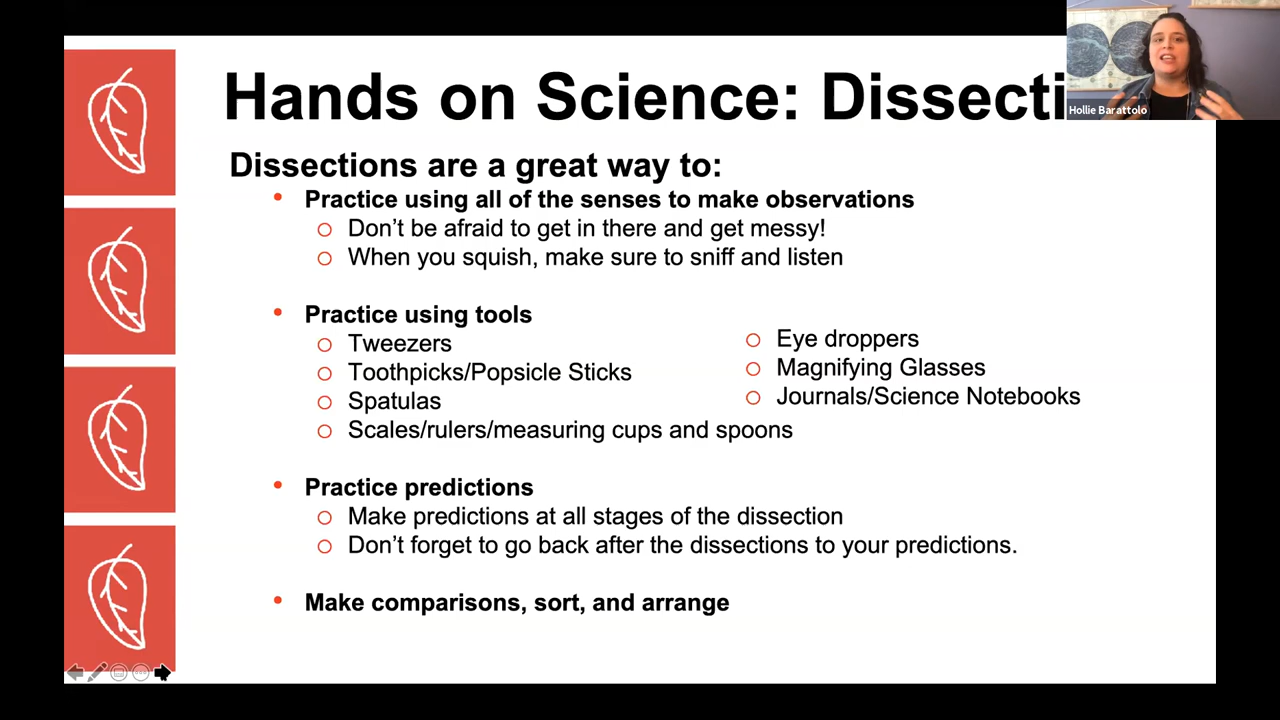 Hands on Science: Dissecti
Hollie Barattolo
Dissections are a great way to:
• Practice using all of the senses to make observations
○ Don’t be afraid to get in there and get messy!
○ When you squish, make sure to sniff and listen
• Practice using tools
○ Tweezers
○ Toothpicks/Popsicle Sticks
○ Spatulas
○ Scales/rulers/measuring cups and spoons
○ Eye droppers
○ Magnifying Glasses
○ Journals/Science Notebooks
• Practice predictions
○ Make predictions at all stages of the dissection
○ Don’t forget to go back after the dissections to your predictions.
• Make comparisons, sort, and arrange